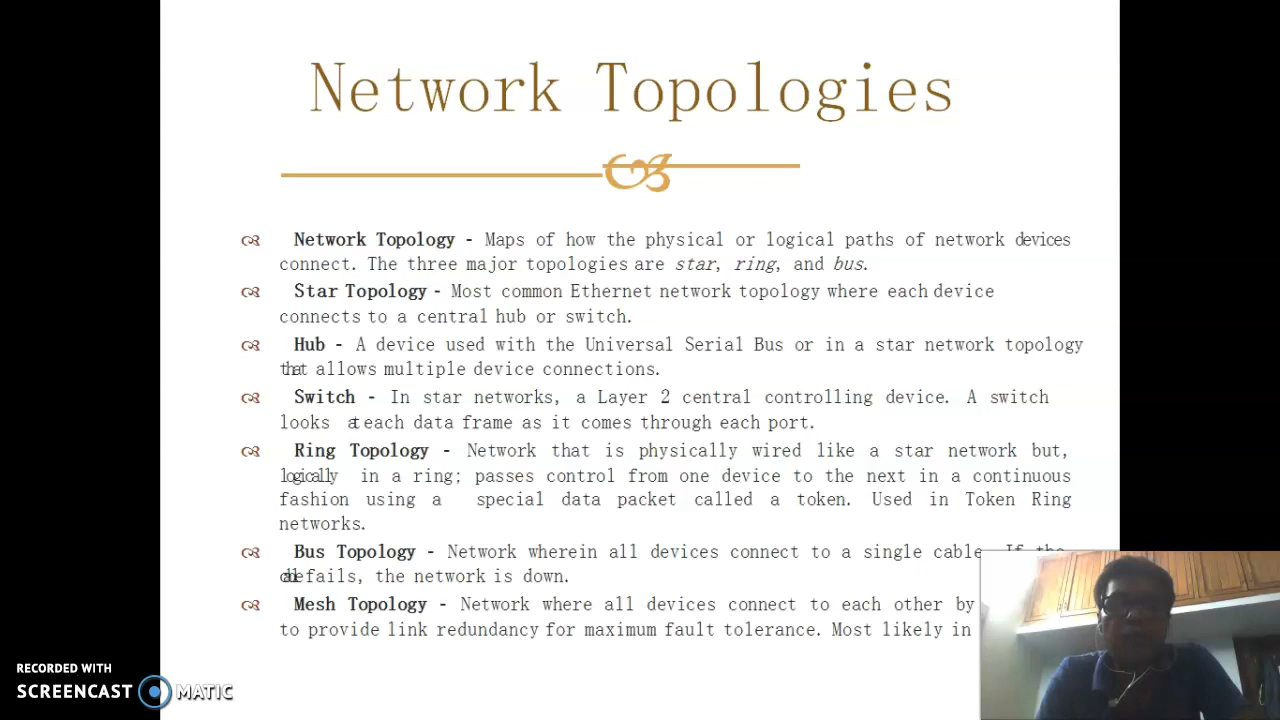 Network Topologies
Network Topology - Maps of how the physical or logical paths of network devices
connect. The three major topologies are star, ring, and bus.
Star Topology - Most common Ethernet network topology where each device
connects to a central hub or switch.
Hub - A device used with the Universal Serial Bus or in a star network topology
that allows multiple device connections.
Switch - In star networks, a Layer 2 central controlling device. A switch
looks at each data frame as it comes through each port.
Ring Topology - Network that is physically wired like a star network but,
logically in a ring; passes control from one device to the next in a continuous
fashion using a special data packet called a token. Used in Token Ring
networks.
Bus Topology - Network wherein all devices connect to a single cable. If the
cable fails, the network is down.
Mesh Topology - Network where all devices connect to each other by
to provide link redundancy for maximum fault tolerance. Most likely in
RECORDED WITH
SCREENCAST MATIC